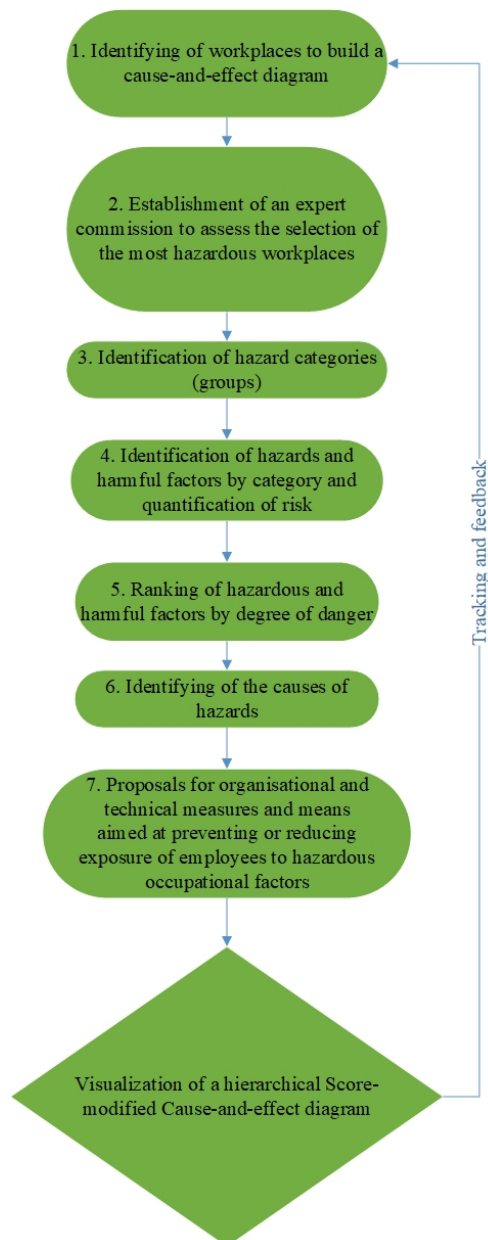 1. Identifying of workplaces to build a
cause-and-effect diagram
2. Establishment of an expert
commission to assess the selection of
the most hazardous workplaces
3. Identification of hazard categories
(groups)
4. Identification of hazards and
harmful factors by category and
quantification of risk
5. Ranking of hazardous and
harmful factors by degree of danger
6. Identifying of the causes of
hazards
7. Proposals for organisational and
technical measures and means
aimed at preventing or reducing
exposure of employees to hazardous
occupational factors
Visualization of a hierarchical Score-
modified Cause-and-effect diagram
Tracking and feedback